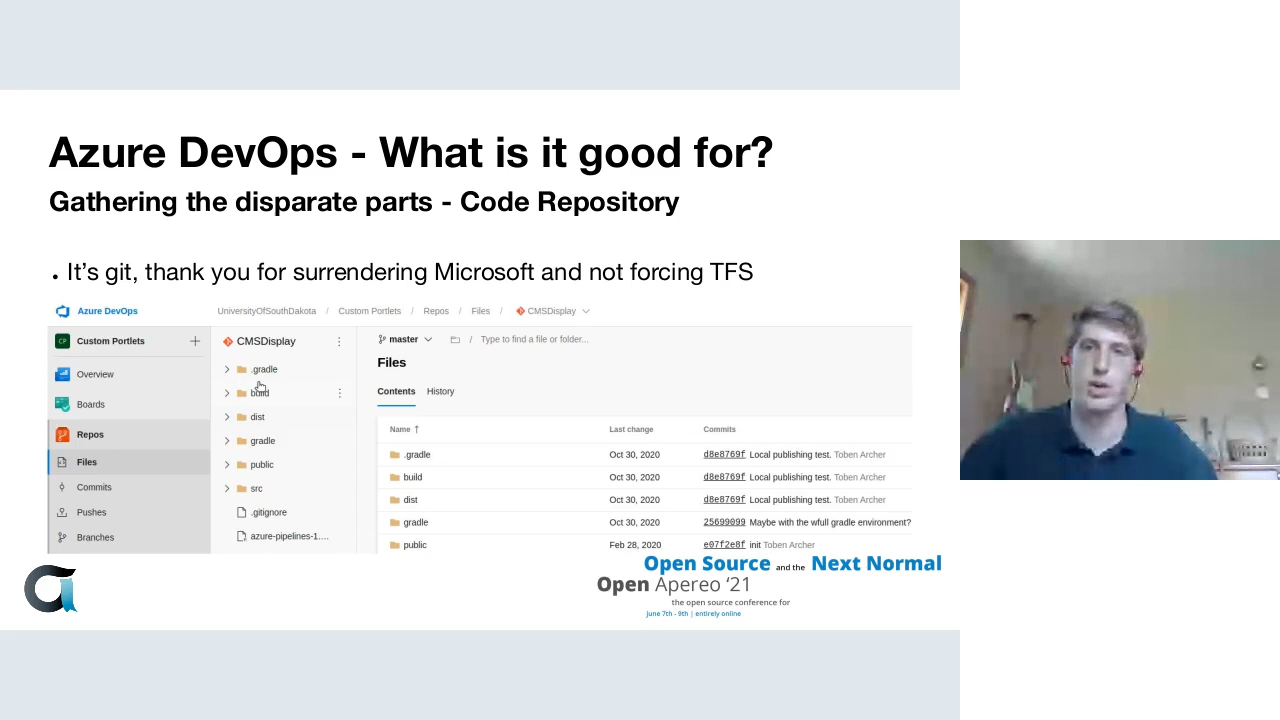 Azure DevOps - What is it good for?
Gathering the disparate parts - Code Repository
• It's git, thank you for surrendering Microsoft and not forcing TFS
Azure DevOps
UniversityOfSouthDakota / Custom Portlets / Repos / Files / CMSDisplay
CP Custom Portlets +
Overview
Boards
Repos
Files
Commits
Pushes
Branches
CMSDisplay
.gradle
build
dist
gradle
public
src
.gitignore
azure-pipelines-1....
master / Type to find a file or folder...
Files
Contents History
Name ↑ Last change Commits
.gradle Oct 30, 2020 d8e8769f Local publishing test. Toben Archer
build Oct 30, 2020 d8e8769f Local publishing test. Toben Archer
dist Oct 30, 2020 d8e8769f Local publishing test. Toben Archer
gradle Oct 30, 2020 25699099 Maybe with the wfull gradle environment?
public Feb 28, 2020 e07f2e8f init Toben Archer
Open Source and the Next Normal
Open Apereo '21
the open source conference for
June 7th - 9th | entirely online